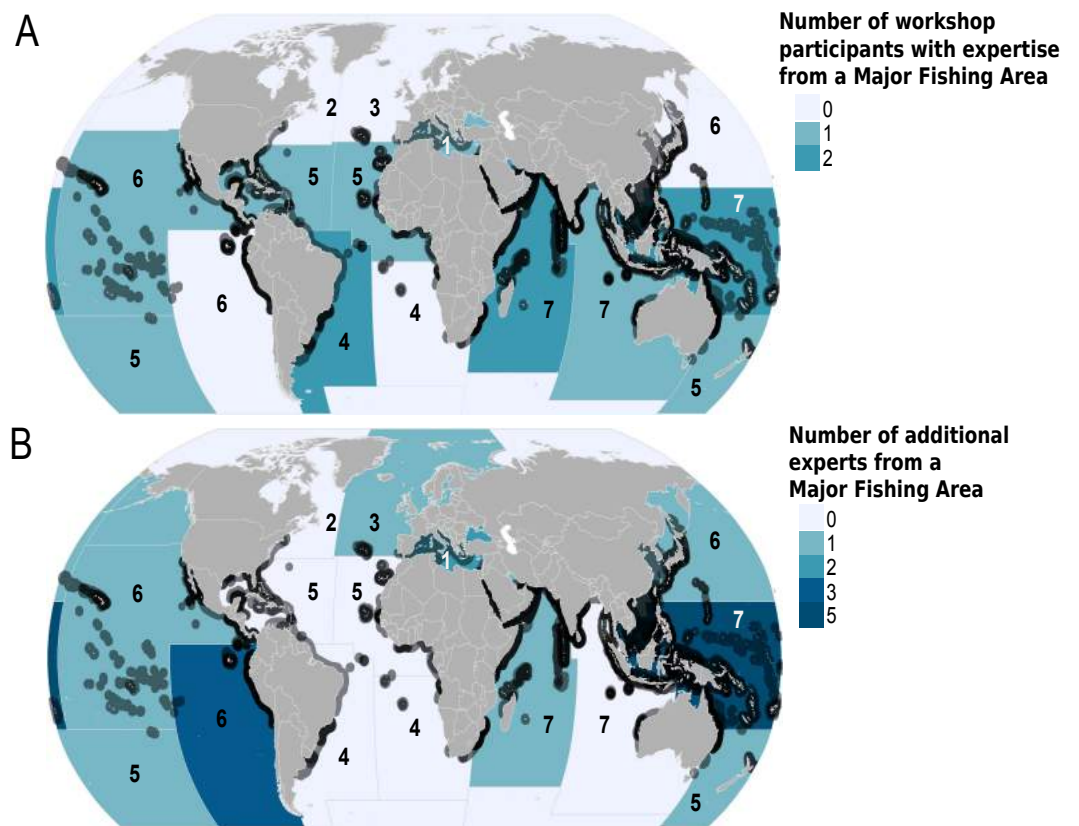 A
Number of workshop
participants with expertise
from a Major Fishing Area
0
1
2
2 3 6
1
6 5 5 7
6 4 7 7
4
5 5
B
Number of additional
experts from a
Major Fishing Area
0
1
2
3
5
2 3 6
1
6 5 5 7
6 4 7 7
4
5 5